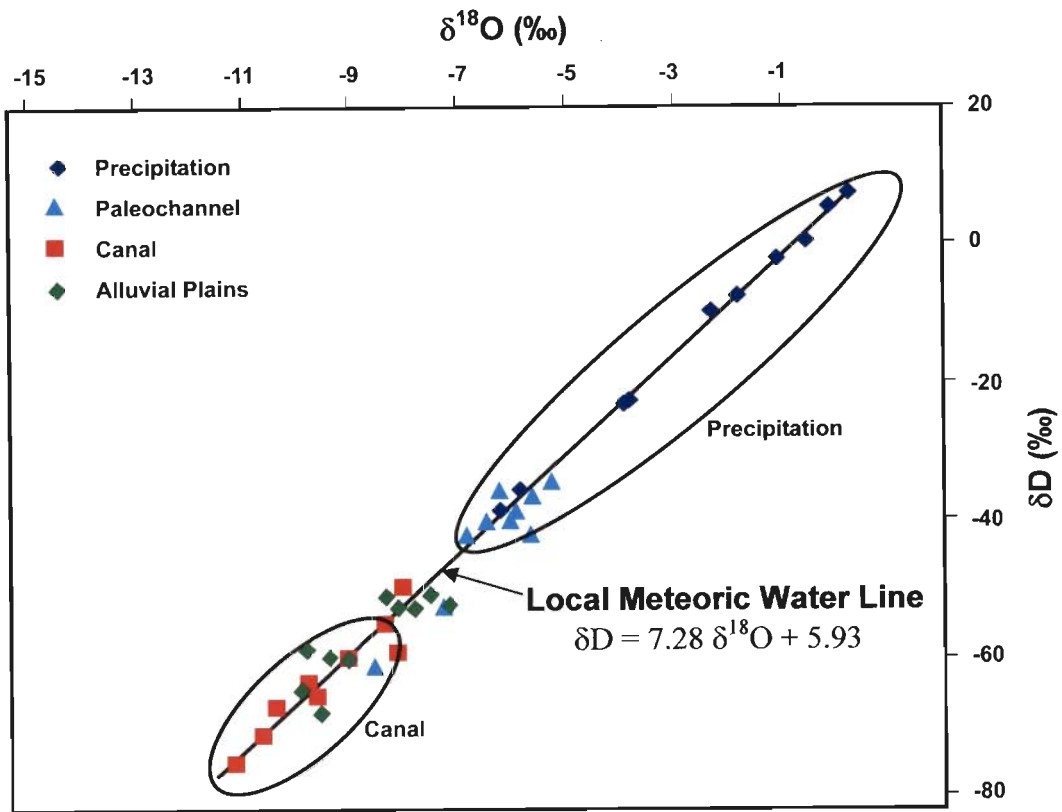 δ18O (‰)
-15 -13 -11 -9 -7 -5 -3 -1
20
Precipitation
Paleochannel
Canal
Alluvial Plains
0
-20
Precipitation
δD (‰)
-40
Local Meteoric Water Line
δD = 7.28 δ18O + 5.93
-60
Canal
-80